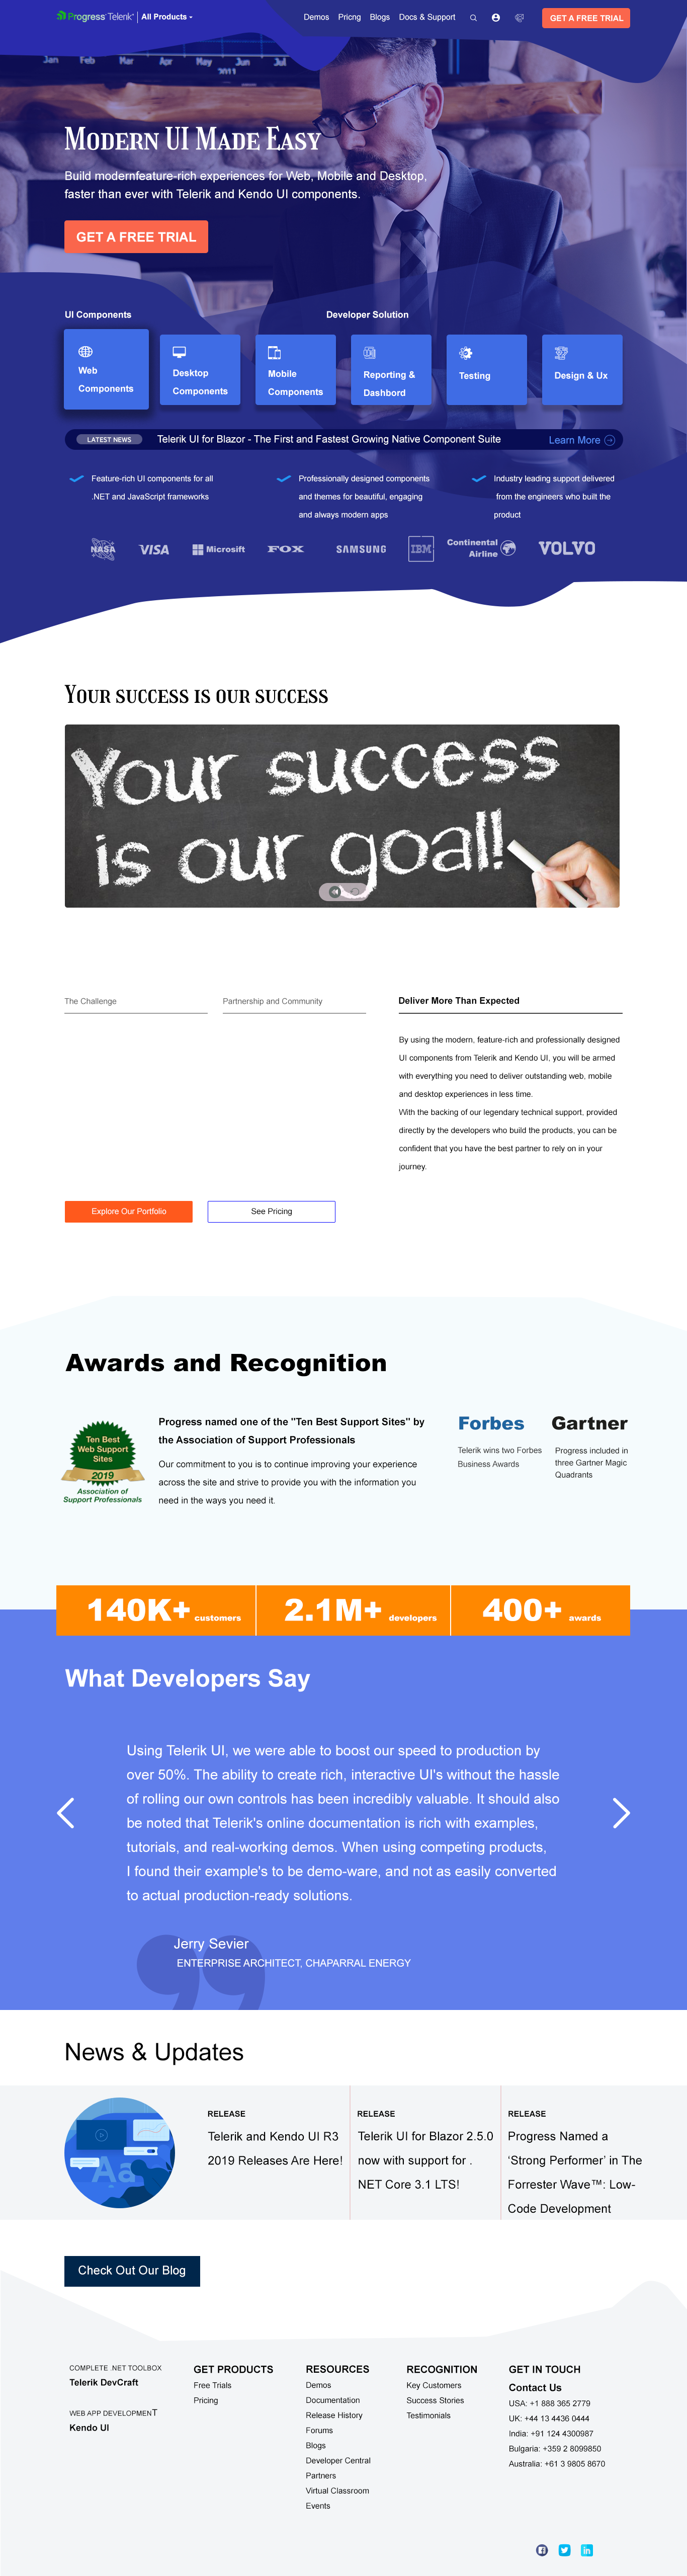 Progress Telerik All Products
Demos Pricng Blogs Docs & Support GET A FREE TRIAL
Jan Feb Mar Apr May Jun Jul
2011
MODERN UI MADE EASY
Build modernfeature-rich experiences for Web, Mobile and Desktop,
faster than ever with Telerik and Kendo UI components.
GET A FREE TRIAL
UI Components
Developer Solution
Web
Components
Desktop
Components
Mobile
Components
Reporting &
Dashbord
Testing
Design & Ux
LATEST NEWS Telerik UI for Blazor - The First and Fastest Growing Native Component Suite Learn More
Feature-rich UI components for all
.NET and JavaScript frameworks
Professionally designed components
and themes for beautiful, engaging
and always modern apps
Industry leading support delivered
from the engineers who built the
product
NASA VISA Microsift FOX SAMSUNG IBM Continental
Airline
VOLVO
YOUR SUCCESS IS OUR SUCCESS
Your success
is our goal!
The Challenge
Partnership and Community
Deliver More Than Expected
By using the modern, feature-rich and professionally designed
UI components from Telerik and Kendo UI, you will be armed
with everything you need to deliver outstanding web, mobile
and desktop experiences in less time.
With the backing of our legendary technical support, provided
directly by the developers who build the products, you can be
confident that you have the best partner to rely on in your
journey.
Explore Our Portfolio
See Pricing
Awards and Recognition
Ten Best
Web Support
Sites
2019
Association of
Support Professionals
Progress named one of the "Ten Best Support Sites" by
the Association of Support Professionals
Our commitment to you is to continue improving your experience
across the site and strive to provide you with the information you
need in the ways you need it.
Forbes
Telerik wins two Forbes
Business Awards
Gartner
Progress included in
three Gartner Magic
Quadrants
140K+ customers
2.1M+ developers
400+ awards
What Developers Say
Using Telerik UI, we were able to boost our speed to production by
over 50%. The ability to create rich, interactive UI's without the hassle
of rolling our own controls has been incredibly valuable. It should also
be noted that Telerik's online documentation is rich with examples,
tutorials, and real-working demos. When using competing products,
I found their example's to be demo-ware, and not as easily converted
to actual production-ready solutions.
Jerry Sevier
ENTERPRISE ARCHITECT, CHAPARRAL ENERGY
News & Updates
Aa
RELEASE
Telerik and Kendo UI R3
2019 Releases Are Here!
RELEASE
Telerik UI for Blazor 2.5.0
now with support for .
NET Core 3.1 LTS!
RELEASE
Progress Named a
‘Strong Performer’ in The
Forrester Wave™: Low-
Code Development
Check Out Our Blog
COMPLETE .NET TOOLBOX
Telerik DevCraft
WEB APP DEVELOPMENT
Kendo UI
GET PRODUCTS
Free Trials
Pricing
RESOURCES
Demos
Documentation
Release History
Forums
Blogs
Developer Central
Partners
Virtual Classroom
Events
RECOGNITION
Key Customers
Success Stories
Testimonials
GET IN TOUCH
Contact Us
USA: +1 888 365 2779
UK: +44 13 4436 0444
India: +91 124 4300987
Bulgaria: +359 2 8099850
Australia: +61 3 9805 8670